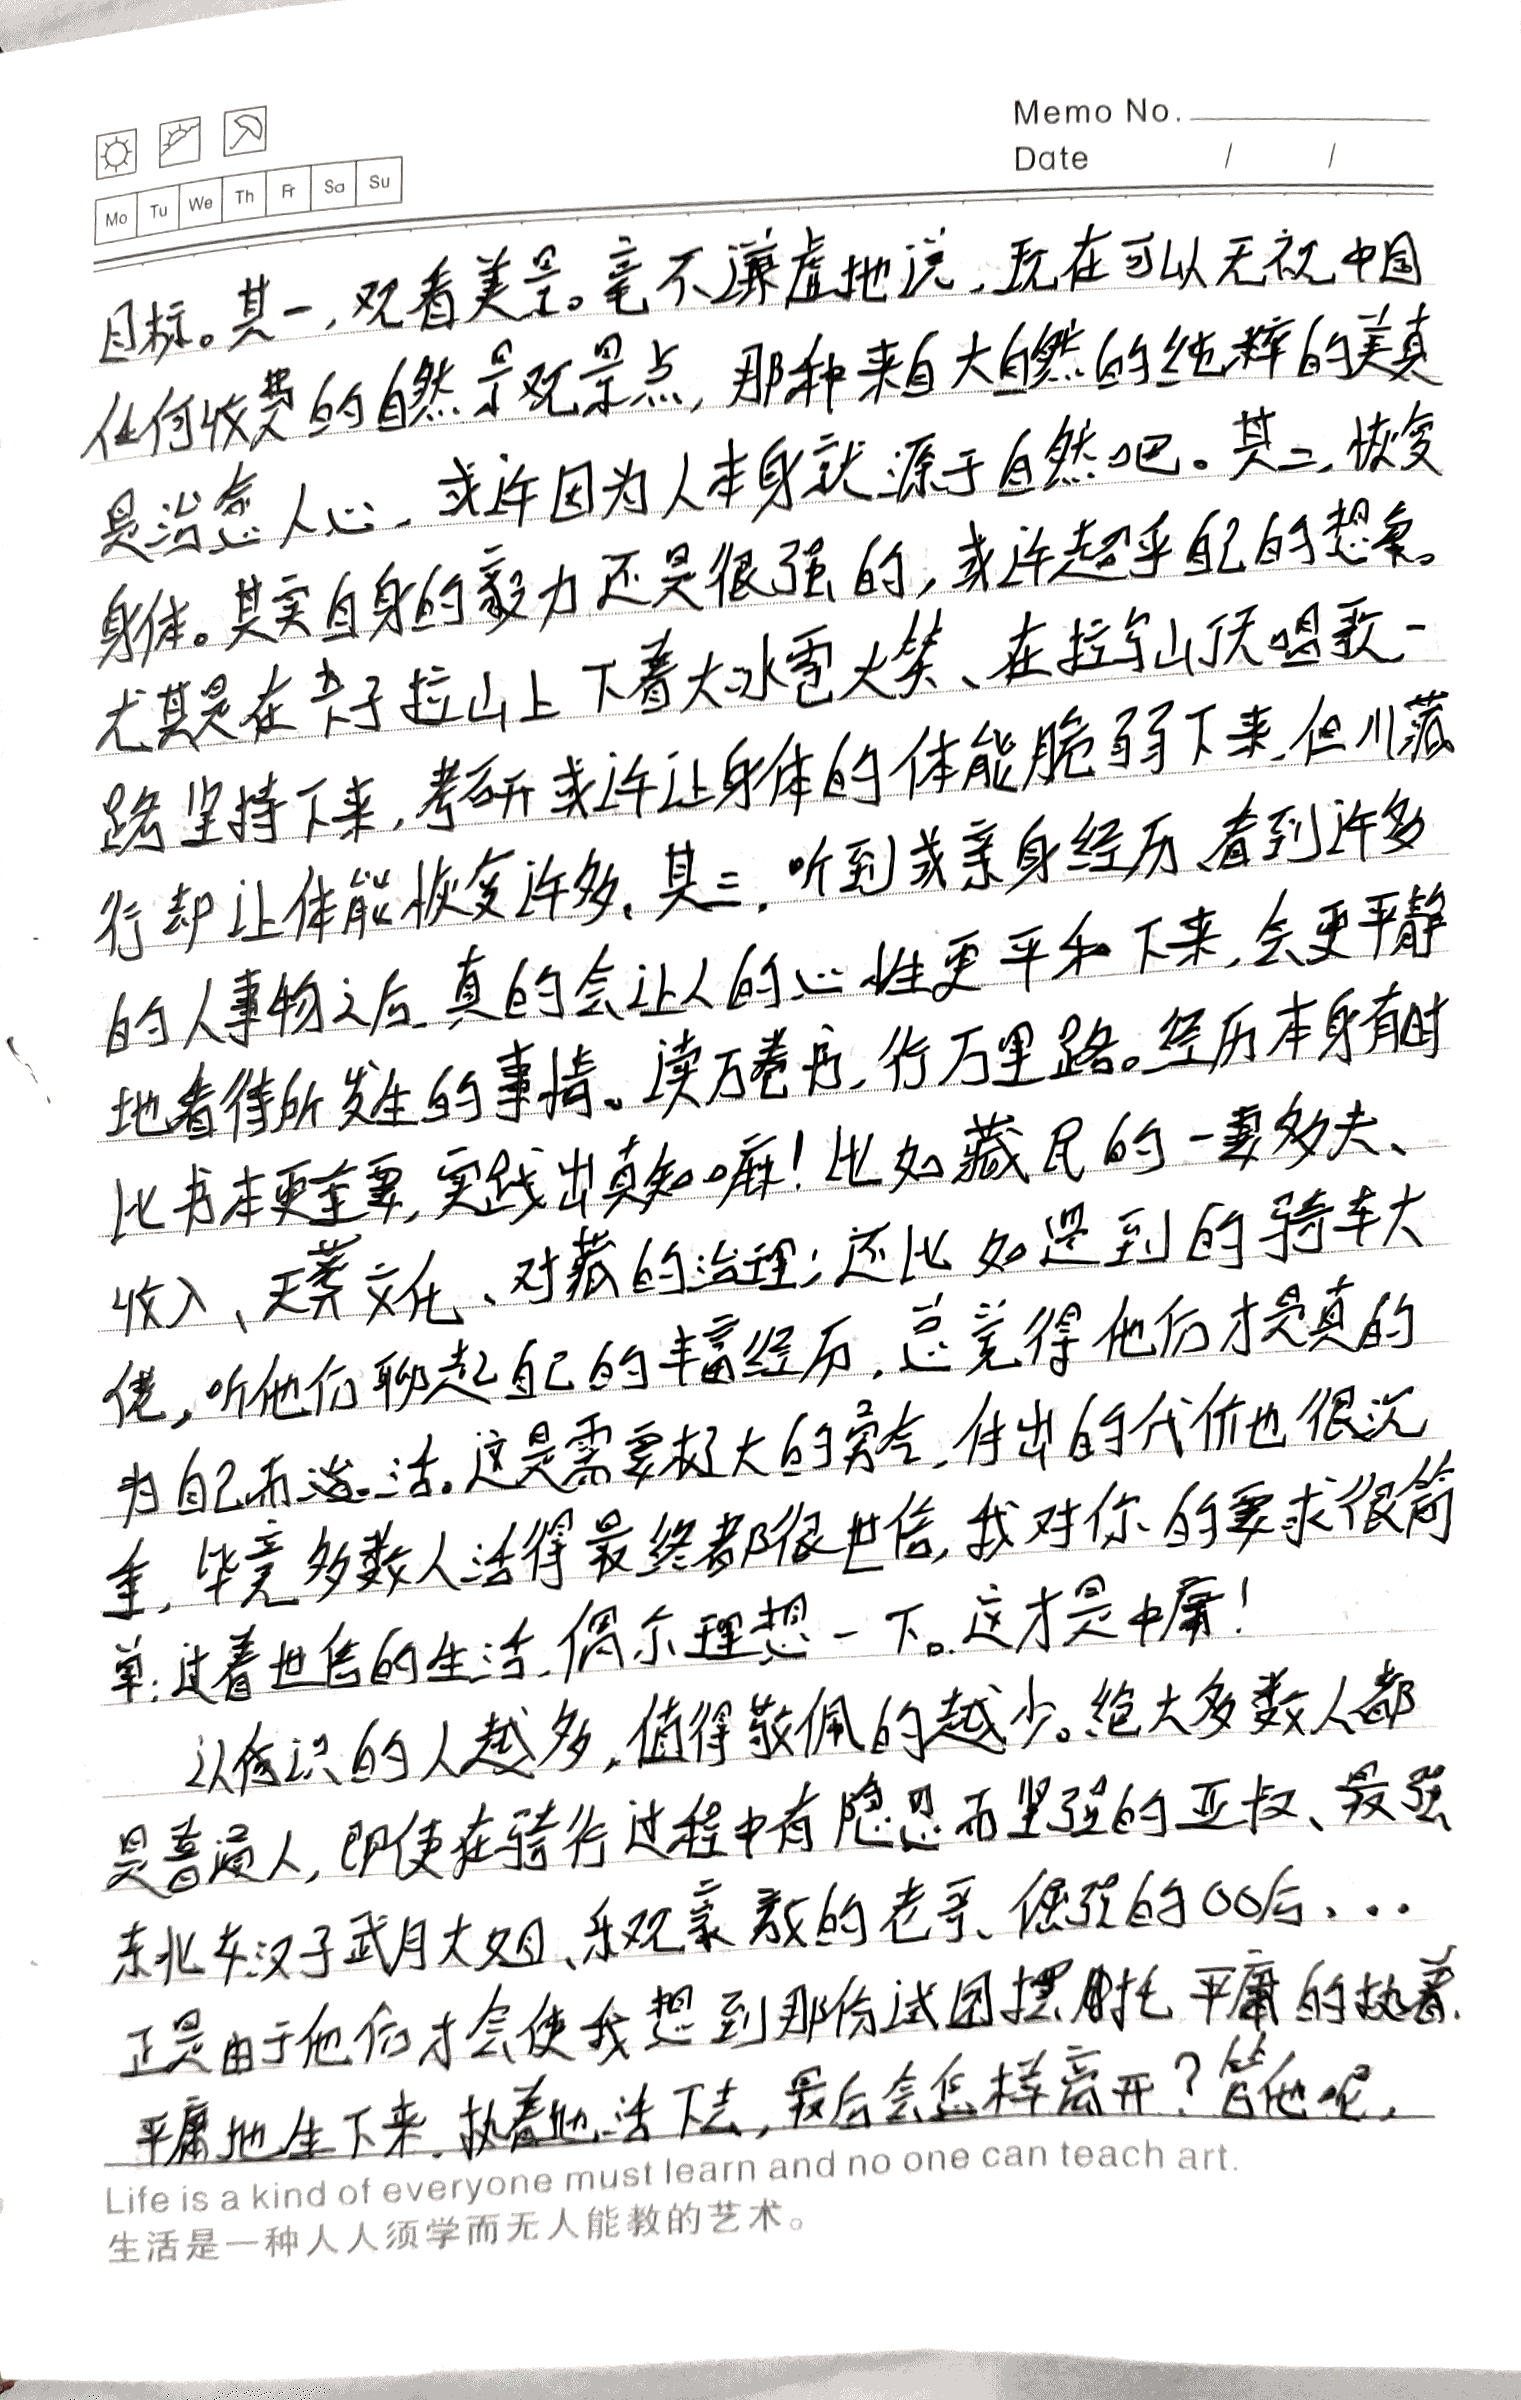 Memo No.
Date / /
Mo Tu We Th Fr Sa Su
目标。其一，观看美景。毫不谦虚地说，现在可以无视中国
任何收费的自然景观景点，那种来自大自然的纯粹的美真
是治愈人心，或许因为人本身就源于自然吧。其二，恢复
身体。其实自身的毅力还是很强的，或许超乎自己的想象。
尤其是在卡子拉山上下着大冰雹大笑、在拉乌山顶唱歌一
路坚持下来，考研或许让身体的体能脆弱下来，但川藏
行却让体能恢复许多。其三，听到或亲身经历、看到许多
的人事物之后，真的会让人的心性更平和下来，会更平静
地看待所发生的事情。读万卷书，行万里路。经历本身有时
比书本更重要，实践出真知嘛！比如藏民的一妻多夫、
收入、天葬文化、对藏的治理；还比如遇到的骑车大
佬，听他们聊起自己的丰富经历，总觉得他们才是真的
为自己而活。这是需要极大的勇气，付出的代价也很沉
重，毕竟多数人活得最终都很世俗，我对你的要求很简
单：过着世俗的生活，偶尔理想一下。这才是中庸！
认识的人越多，值得敬佩的越少。绝大多数人都
是普通人，即使在骑行过程中有隐忍而坚强的亚叔、最强
东北车汉子武月大姐、乐观豪放的老哥、倔强的00后...
正是由于他们才会使我想到那份试图摆脱平庸的执着，
平庸地生下来，执着地活下去，最后会怎样离开？管他呢，
Life is a kind of everyone must learn and no one can teach art.
生活是一种人人须学而无人能教的艺术。